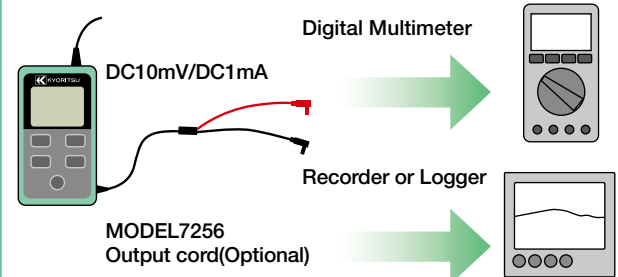 Digital Multimeter
KYORITSU
DC10mV/DC1mA
Recorder or Logger
MODEL7256
Output cord(Optional)